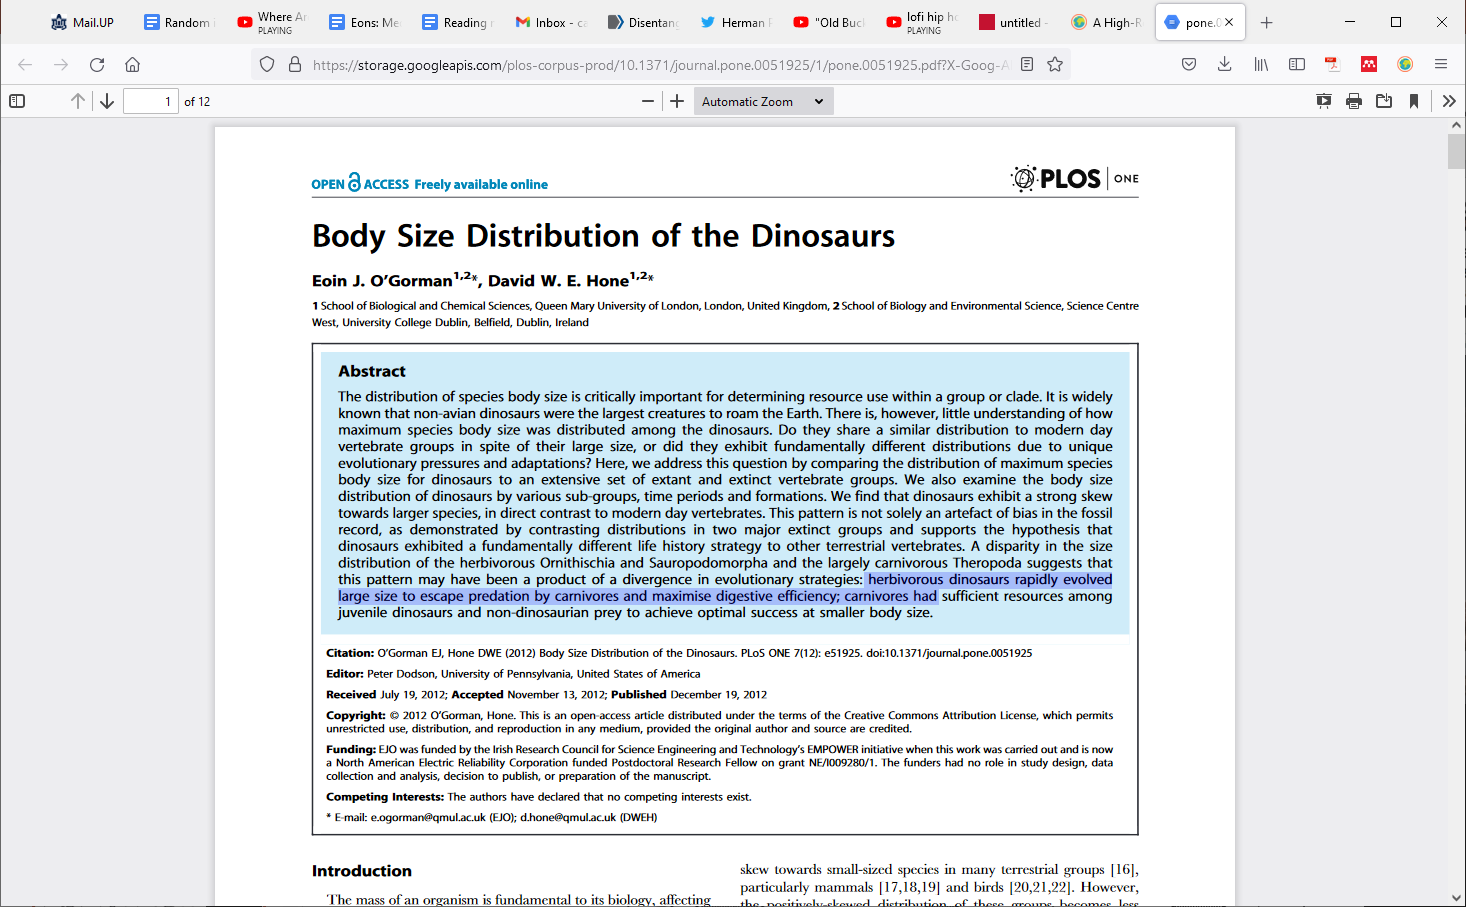 Mail.UP
Random
Where Ar
PLAYING
Eons: Me
Reading
Inbox - ca
Disentang
Herman
"Old Buck
lofi hip h
PLAYING
untitled -
A High-R
pone.0
https://storage.googleapis.com/plos-corpus-prod/10.1371/journal.pone.0051925/1/pone.0051925.pdf?X-Goog-A
1 of 12
Automatic Zoom
OPEN ACCESS Freely available online
PLOS ONE
Body Size Distribution of the Dinosaurs
Eoin J. O'Gorman1,2*, David W. E. Hone1,2*
1 School of Biological and Chemical Sciences, Queen Mary University of London, London, United Kingdom, 2 School of Biology and Environmental Science, Science Centre
West, University College Dublin, Belfield, Dublin, Ireland
Abstract
The distribution of species body size is critically important for determining resource use within a group or clade. It is widely
known that non-avian dinosaurs were the largest creatures to roam the Earth. There is, however, little understanding of how
maximum species body size was distributed among the dinosaurs. Do they share a similar distribution to modern day
vertebrate groups in spite of their large size, or did they exhibit fundamentally different distributions due to unique
evolutionary pressures and adaptations? Here, we address this question by comparing the distribution of maximum species
body size for dinosaurs to an extensive set of extant and extinct vertebrate groups. We also examine the body size
distribution of dinosaurs by various sub-groups, time periods and formations. We find that dinosaurs exhibit a strong skew
towards larger species, in direct contrast to modern day vertebrates. This pattern is not solely an artefact of bias in the fossil
record, as demonstrated by contrasting distributions in two major extinct groups and supports the hypothesis that
dinosaurs exhibited a fundamentally different life history strategy to other terrestrial vertebrates. A disparity in the size
distribution of the herbivorous Ornithischia and Sauropodomorpha and the largely carnivorous Theropoda suggests that
this pattern may have been a product of a divergence in evolutionary strategies: herbivorous dinosaurs rapidly evolved
large size to escape predation by carnivores and maximise digestive efficiency; carnivores had sufficient resources among
juvenile dinosaurs and non-dinosaurian prey to achieve optimal success at smaller body size.
Citation: O'Gorman EJ, Hone DWE (2012) Body Size Distribution of the Dinosaurs. PLoS ONE 7(12): e51925. doi:10.1371/journal.pone.0051925
Editor: Peter Dodson, University of Pennsylvania, United States of America
Received July 19, 2012; Accepted November 13, 2012; Published December 19, 2012
Copyright: © 2012 O'Gorman, Hone. This is an open-access article distributed under the terms of the Creative Commons Attribution License, which permits
unrestricted use, distribution, and reproduction in any medium, provided the original author and source are credited.
Funding: EJO was funded by the Irish Research Council for Science Engineering and Technology's EMPOWER initiative when this work was carried out and is now
a North American Electric Reliability Corporation funded Postdoctoral Research Fellow on grant NE/I009280/1. The funders had no role in study design, data
collection and analysis, decision to publish, or preparation of the manuscript.
Competing Interests: The authors have declared that no competing interests exist.
* E-mail: e.ogorman@qmul.ac.uk (EJO); d.hone@qmul.ac.uk (DWEH)
Introduction
The mass of an organism is fundamental to its biology, affecting
skew towards small-sized species in many terrestrial groups [16],
particularly mammals [17,18,19] and birds [20,21,22]. However,
the positively-skewed distribution of these groups becomes less